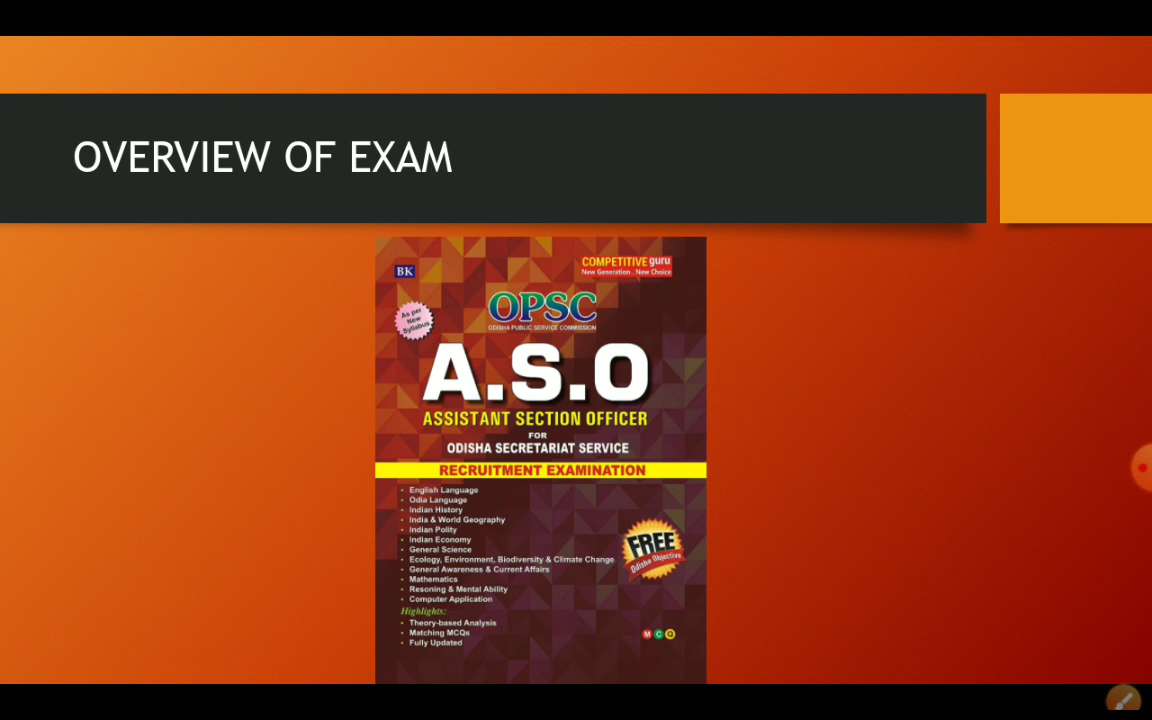 OVERVIEW OF EXAM
BK
COMPETITIVE guru
New Generation . New Choice
As per
New
Syllabus
OPSC
ODISHA PUBLIC SERVICE COMMISSION
A.S.O
ASSISTANT SECTION OFFICER
FOR
ODISHA SECRETARIAT SERVICE
RECRUITMENT EXAMINATION
• English Language
• Odia Language
• Indian History
• India & World Geography
• Indian Polity
• Indian Economy
• General Science
• Ecology, Environment, Biodiversity & Climate Change
• General Awareness & Current Affairs
• Mathematics
• Resoning & Mental Ability
• Computer Application
FREE
Odisha Objective
Highlights:
• Theory-based Analysis
• Matching MCQs
• Fully Updated
M C Q